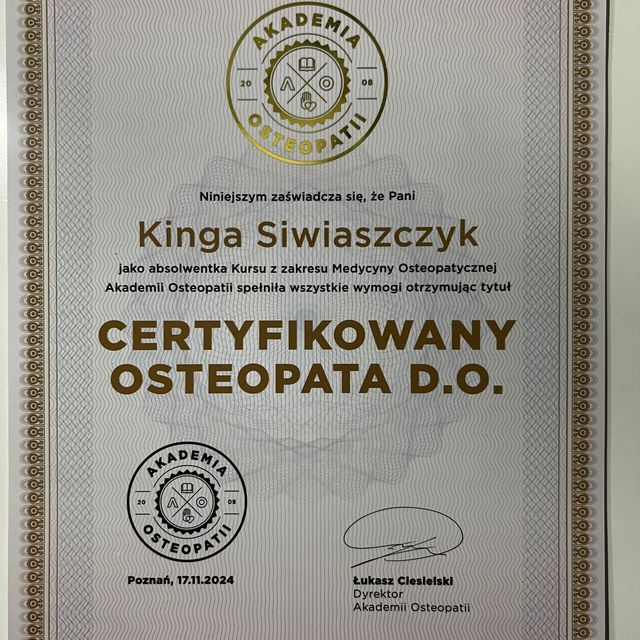 AKADEMIA
20 08
Λ O
OSTEOPATII
Niniejszym zaświadcza się, że Pani
Kinga Siwiaszczyk
jako absolwentka Kursu z zakresu Medycyny Osteopatycznej
Akademii Osteopatii spełniła wszystkie wymogi otrzymując tytuł
CERTYFIKOWANY
OSTEOPATA D.O.
AKADEMIA
20 08
Λ O
OSTEOPATII
Poznań, 17.11.2024
Łukasz Ciesielski
Dyrektor
Akademii Osteopatii